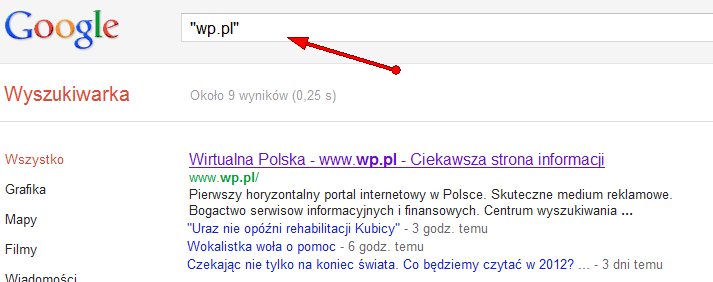 Google
"wp.pl"
Wyszukiwarka
Około 9 wyników (0,25 s)
Wszystko
Grafika
Mapy
Filmy
Wiadomości
Wirtualna Polska - www.wp.pl - Ciekawsza strona informacji
www.wp.pl/
Pierwszy horyzontalny portal internetowy w Polsce. Skuteczne medium reklamowe.
Bogactwo serwisow informacyjnych i finansowych. Centrum wyszukiwania ...
"Uraz nie opóźni rehabilitacji Kubicy" - 3 godz. temu
Wokalistka woła o pomoc - 6 godz. temu
Czekając nie tylko na koniec świata. Co będziemy czytać w 2012? ... - 3 dni temu